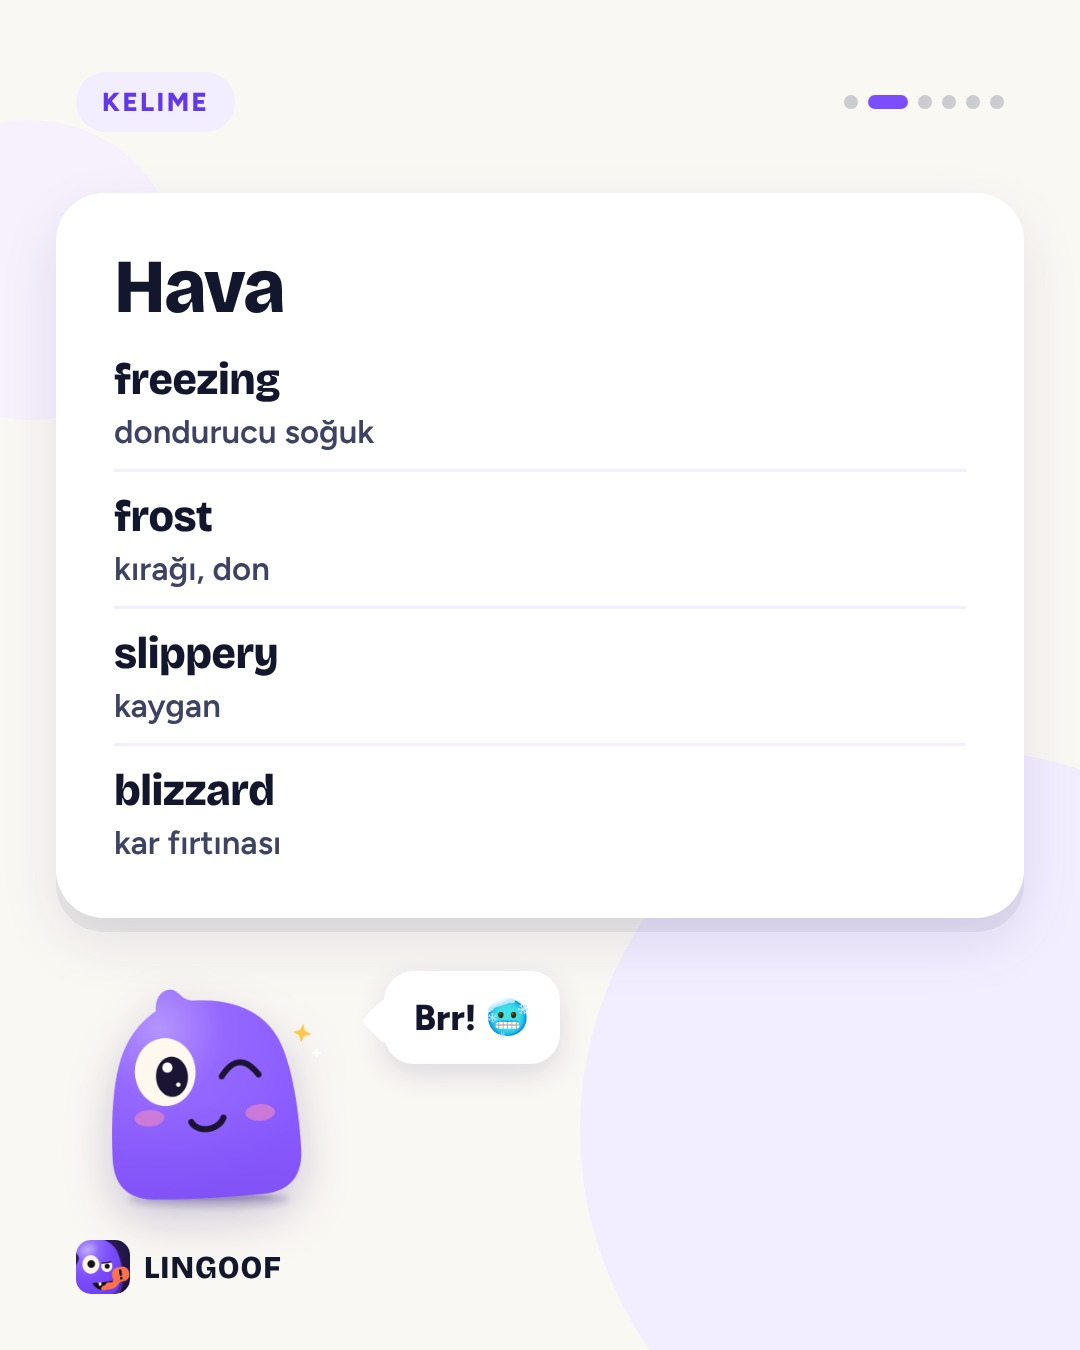 KELIME
Hava
freezing
dondurucu soğuk
frost
kırağı, don
slippery
kaygan
blizzard
kar fırtınası
Brr! 🥶
LINGOOF